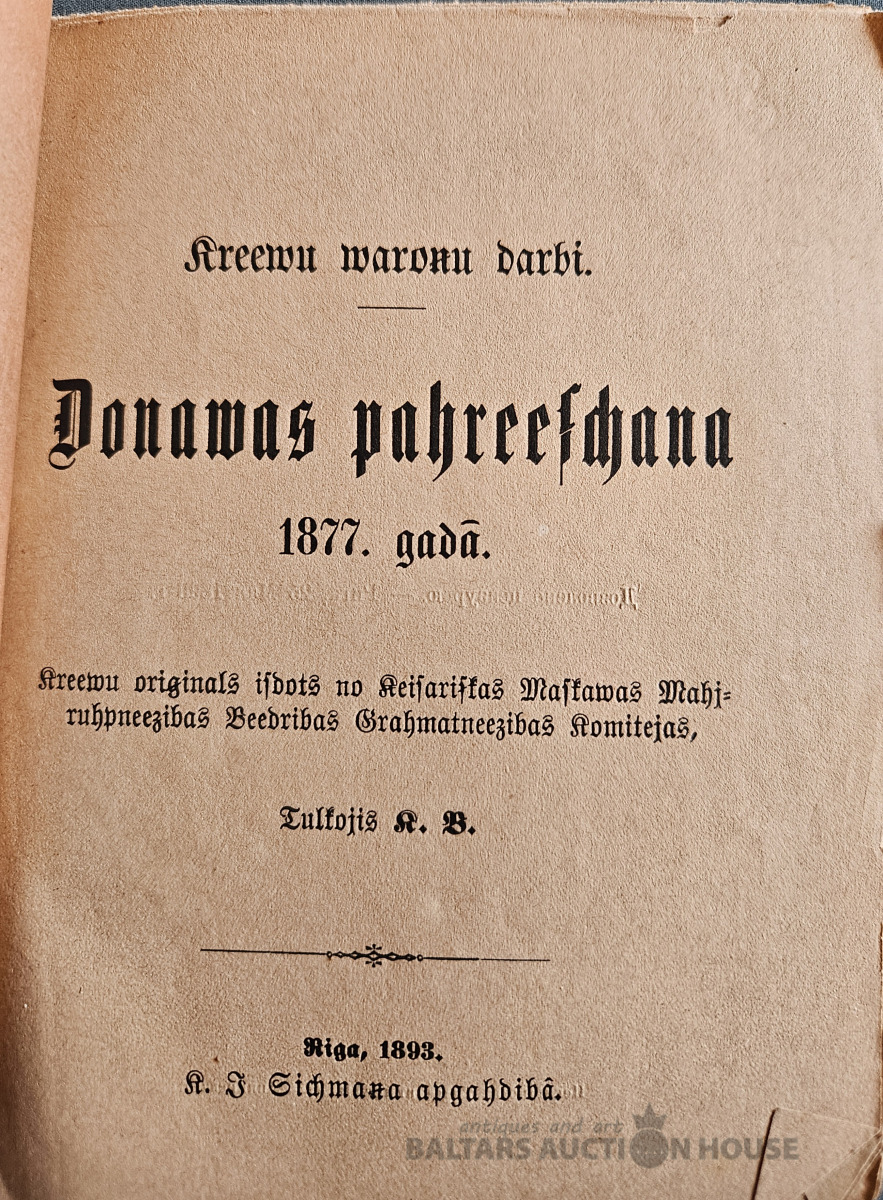 Kreewu waroņu darbi.
Donawas pahreeſchana
1877. gadā.
Kreewu originals iſdots no Keiſariſkas Maſkawas Mahj-
ruhpneezibas Beedribas Grahmatneezibas Komitejas,
Tulkojis K. B.
Riga, 1893.
K. J Sichmaņa apgahdibâ.
antiques and art
BALTARS AUCTION HOUSE